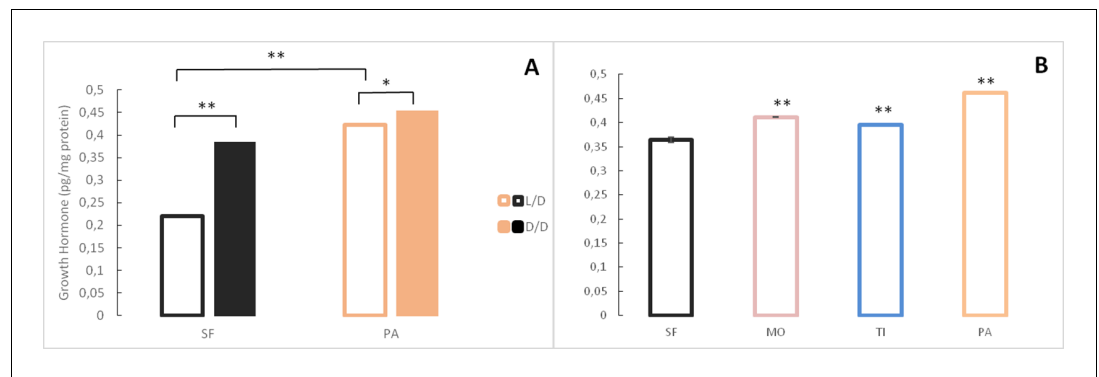 A
**
*
**
Growth Hormone (pg/mg protein)
0,5
0,45
0,4
0,35
0,3
0,25
0,2
0,15
0,1
0,05
0
SF
PA
L/D
D/D
B
0,5
0,45
0,4
0,35
0,3
0,25
0,2
0,15
0,1
0,05
0
**
**
**
SF
MO
TI
PA